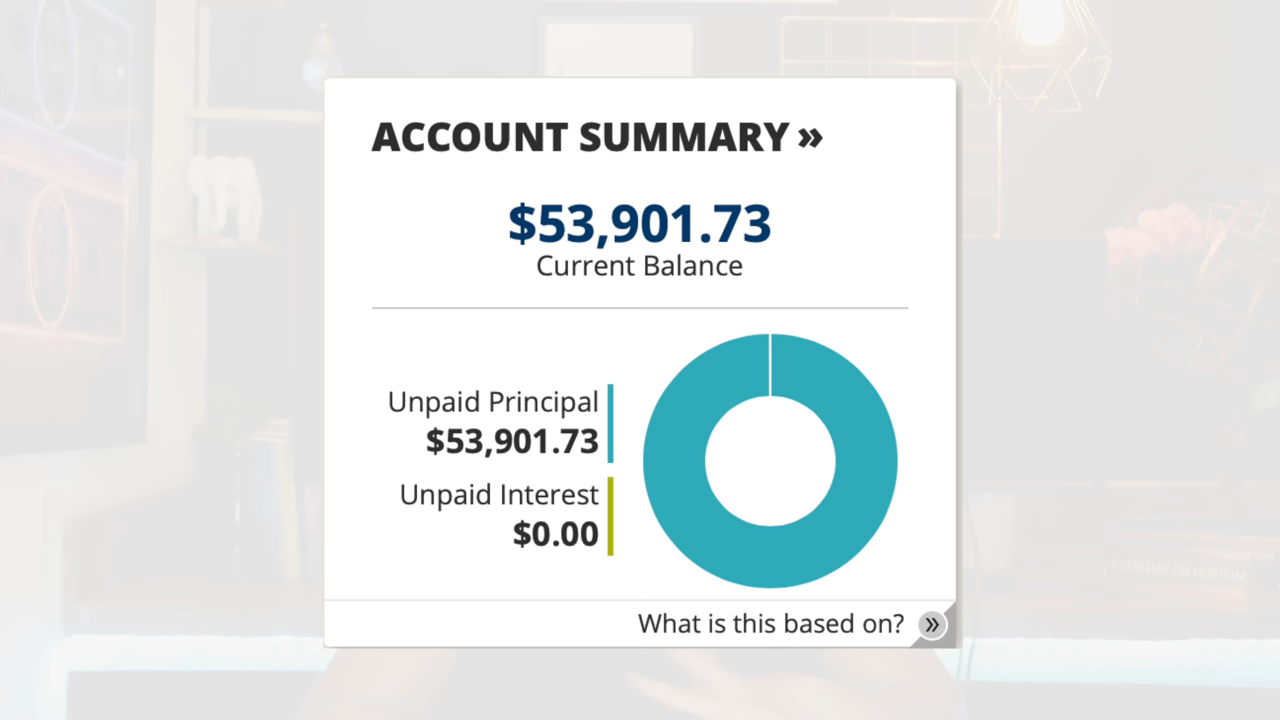 ACCOUNT SUMMARY »
$53,901.73
Current Balance
Unpaid Principal
$53,901.73
Unpaid Interest
$0.00
What is this based on? »